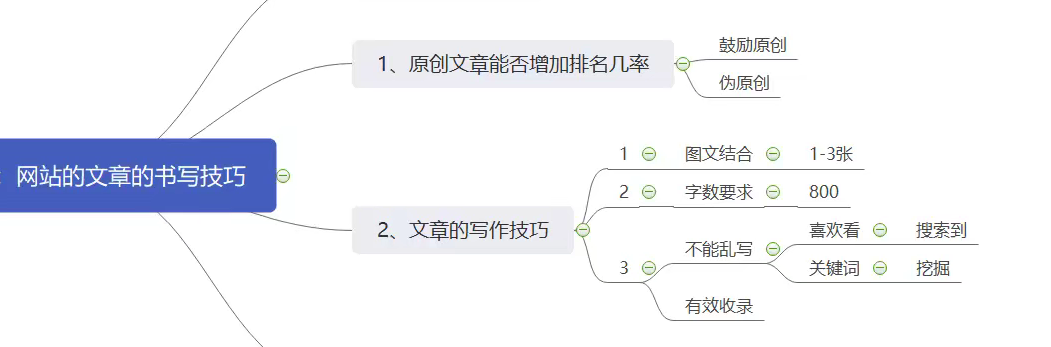 网站的文章的书写技巧
1、原创文章能否增加排名几率
鼓励原创
伪原创
2、文章的写作技巧
1 图文结合 1-3张
2 字数要求 800
3
不能乱写
喜欢看 搜索到
关键词 挖掘
有效收录